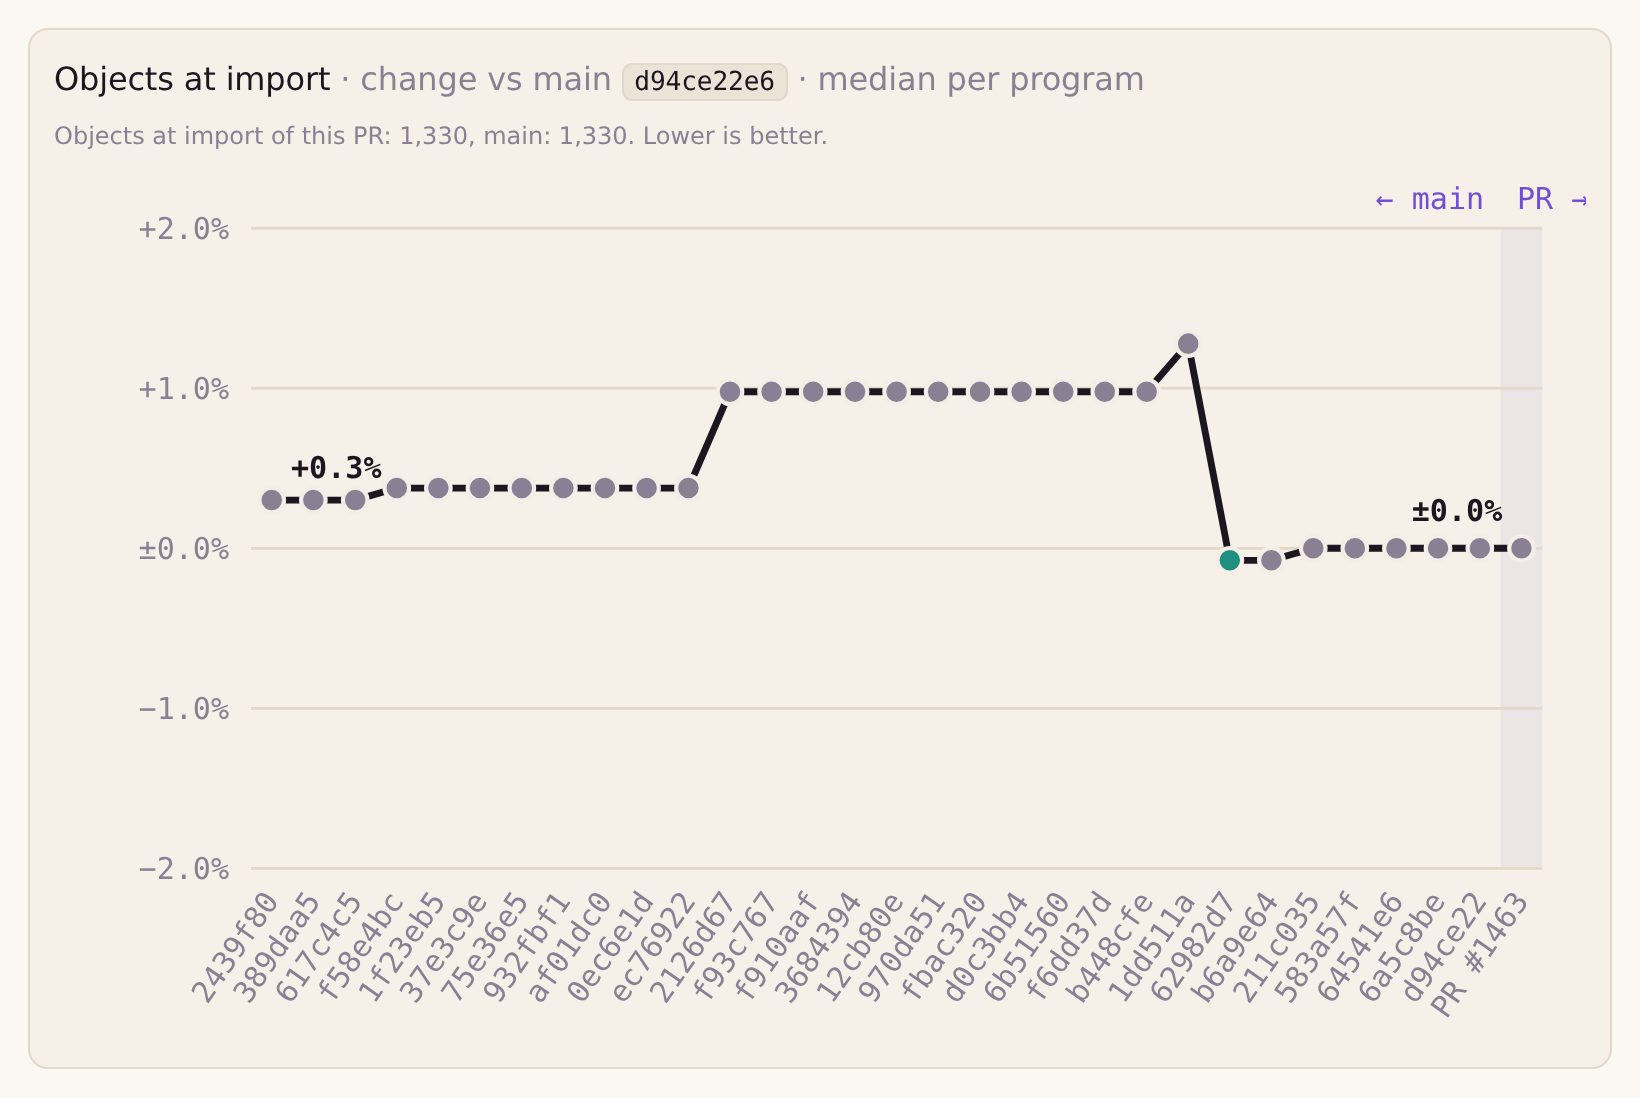 Objects at import · change vs main d94ce22e6 · median per program
Objects at import of this PR: 1,330, main: 1,330. Lower is better.
← main PR →
+2.0%
+1.0%
±0.0%
−1.0%
−2.0%
+0.3%
±0.0%
2439f80
389daa5
617c4c5
f58e4bc
1f23eb5
37e3c9e
75e36e5
932fbf1
af01dc0
0ec6e1d
ec76922
2126d67
f93c767
f910aaf
3684394
12cb80e
970da51
fbac320
d0c3bb4
6b51560
f6dd37d
b448cfe
1dd511a
62982d7
b6a9e64
211c035
583a57f
64541e6
6a5c8be
d94ce22
PR #1463